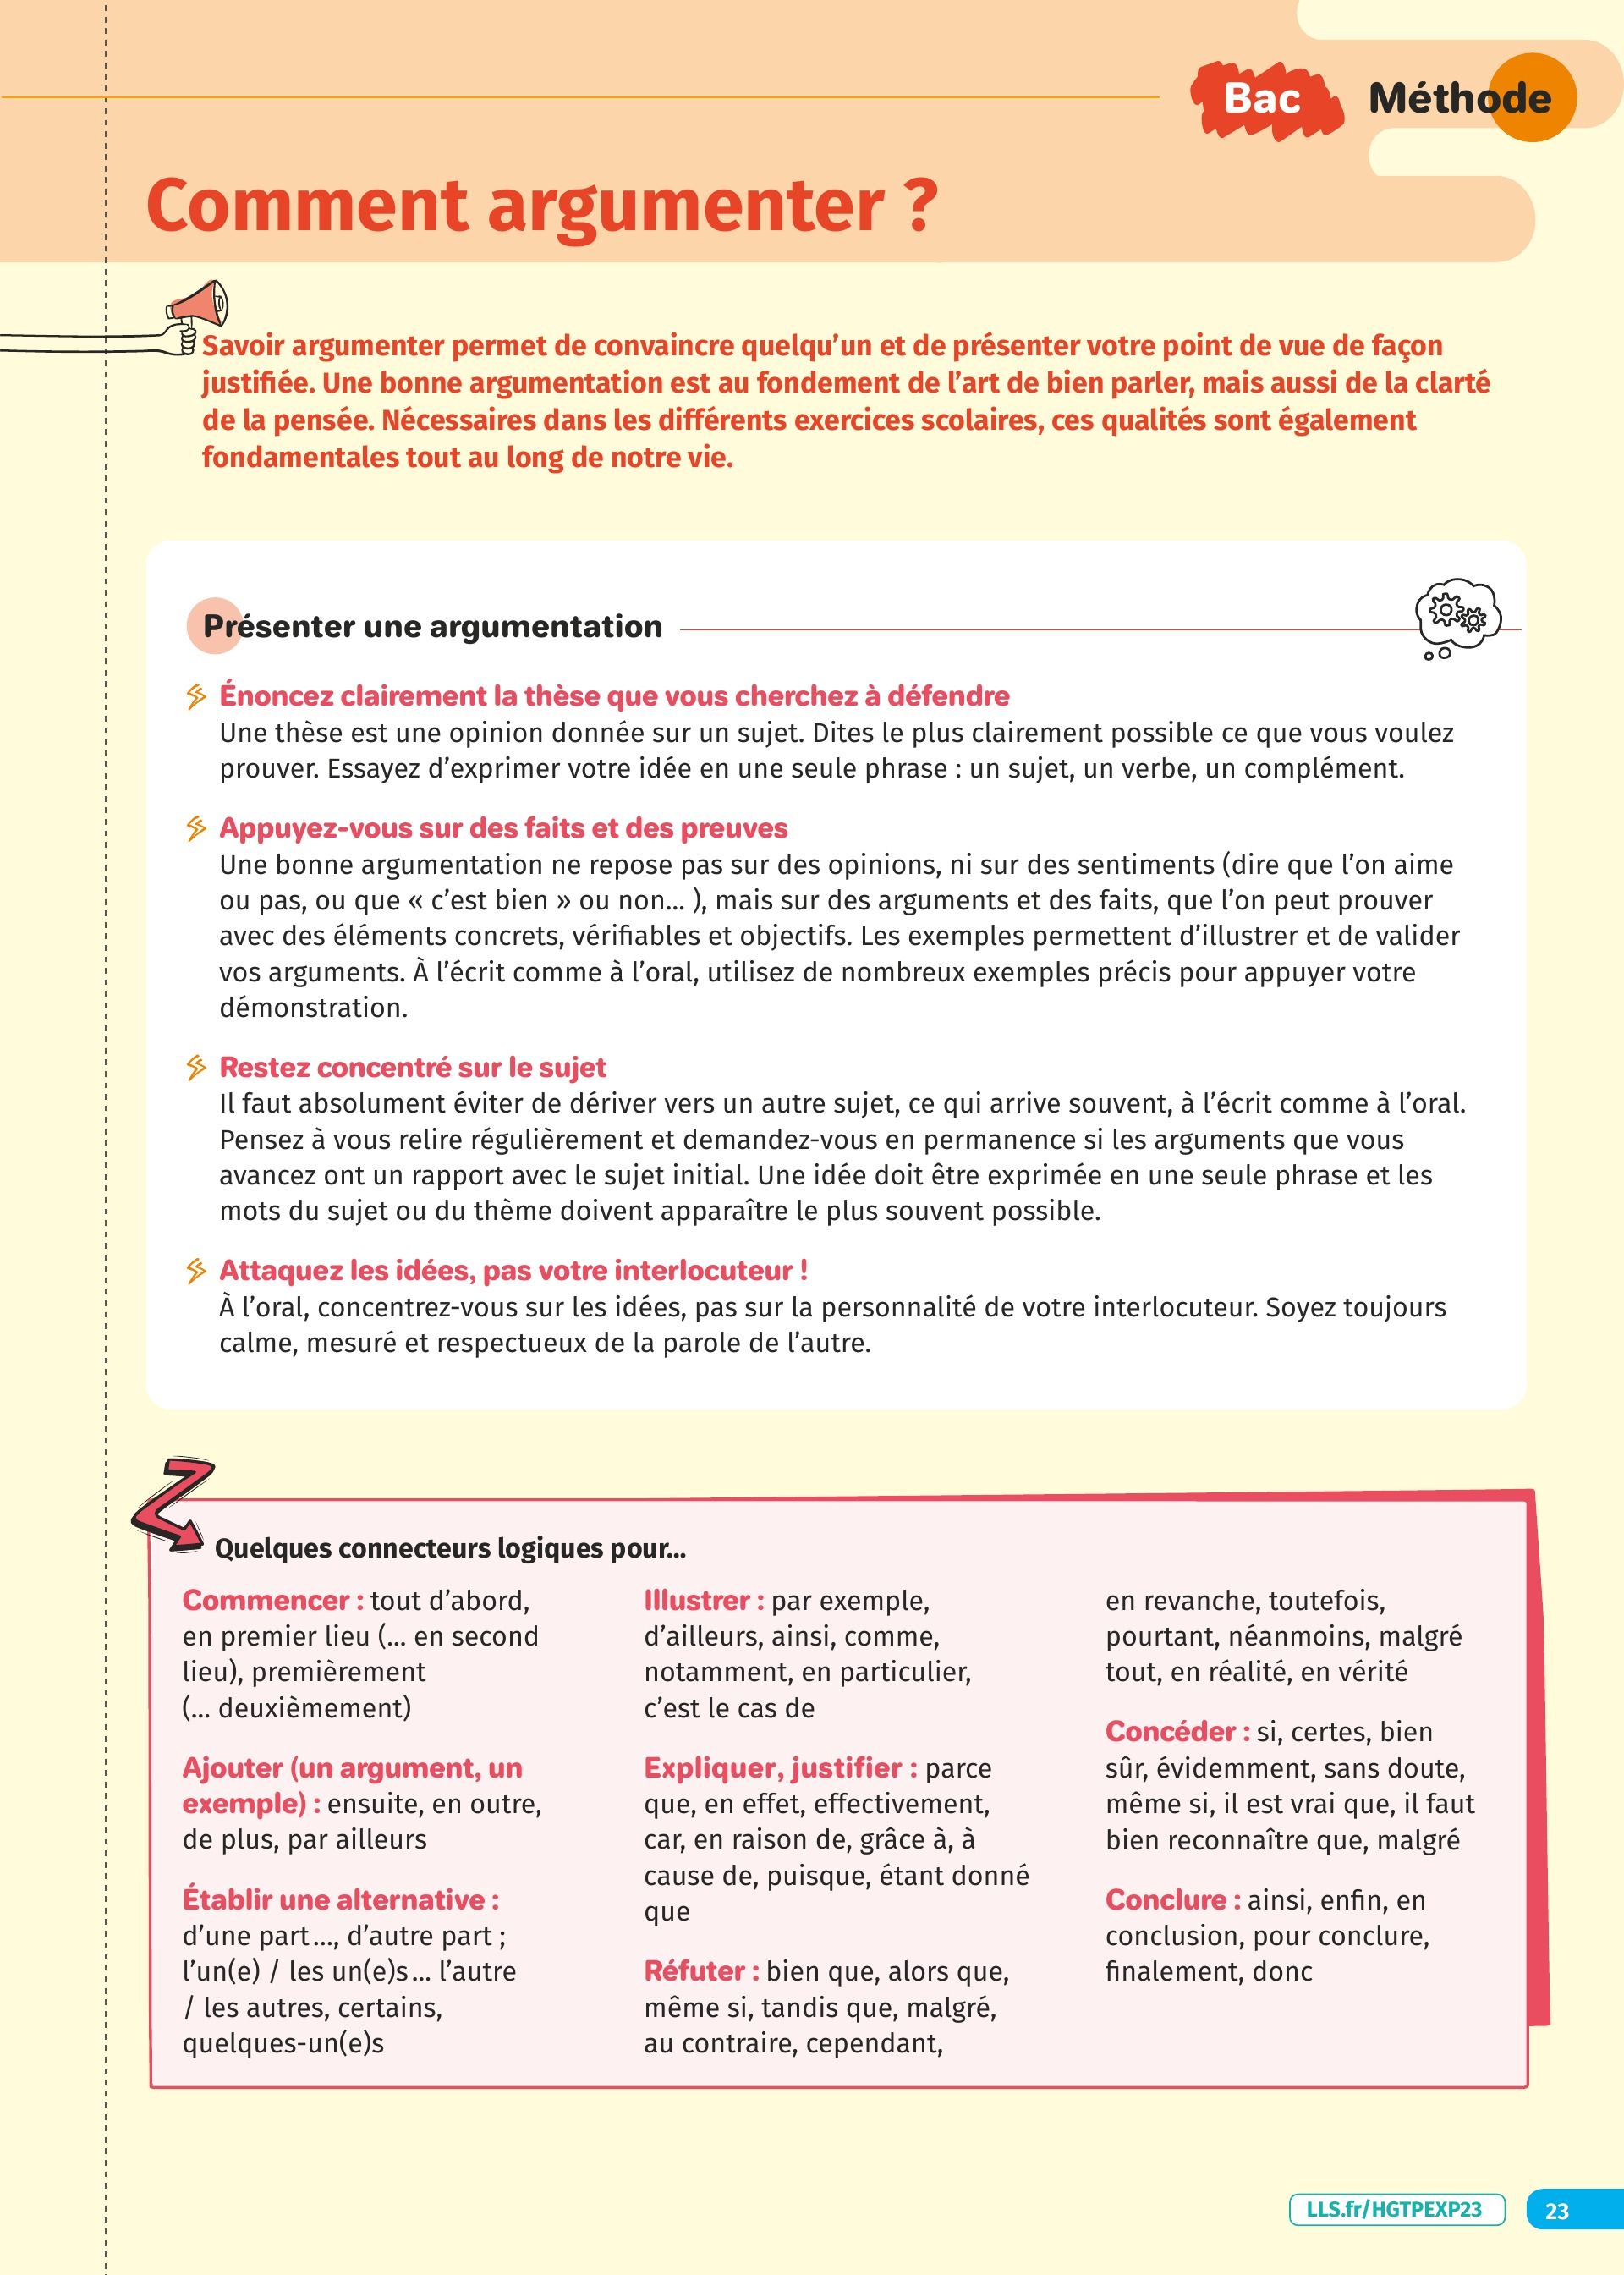 Bac Méthode
Comment argumenter ?
Savoir argumenter permet de convaincre quelqu’un et de présenter votre point de vue de façon
justifiée. Une bonne argumentation est au fondement de l’art de bien parler, mais aussi de la clarté
de la pensée. Nécessaires dans les différents exercices scolaires, ces qualités sont également
fondamentales tout au long de notre vie.
Présenter une argumentation
Énoncez clairement la thèse que vous cherchez à défendre
Une thèse est une opinion donnée sur un sujet. Dites le plus clairement possible ce que vous voulez
prouver. Essayez d’exprimer votre idée en une seule phrase : un sujet, un verbe, un complément.
Appuyez-vous sur des faits et des preuves
Une bonne argumentation ne repose pas sur des opinions, ni sur des sentiments (dire que l’on aime
ou pas, ou que « c’est bien » ou non… ), mais sur des arguments et des faits, que l’on peut prouver
avec des éléments concrets, vérifiables et objectifs. Les exemples permettent d’illustrer et de valider
vos arguments. À l’écrit comme à l’oral, utilisez de nombreux exemples précis pour appuyer votre
démonstration.
Restez concentré sur le sujet
Il faut absolument éviter de dériver vers un autre sujet, ce qui arrive souvent, à l’écrit comme à l’oral.
Pensez à vous relire régulièrement et demandez-vous en permanence si les arguments que vous
avancez ont un rapport avec le sujet initial. Une idée doit être exprimée en une seule phrase et les
mots du sujet ou du thème doivent apparaître le plus souvent possible.
Attaquez les idées, pas votre interlocuteur !
À l’oral, concentrez-vous sur les idées, pas sur la personnalité de votre interlocuteur. Soyez toujours
calme, mesuré et respectueux de la parole de l’autre.
Quelques connecteurs logiques pour…
Commencer : tout d’abord,
en premier lieu (… en second
lieu), premièrement
(… deuxièmement)
Ajouter (un argument, un
exemple) : ensuite, en outre,
de plus, par ailleurs
Établir une alternative :
d’une part…, d’autre part ;
l’un(e) / les un(e)s… l’autre
/ les autres, certains,
quelques-un(e)s
Illustrer : par exemple,
d’ailleurs, ainsi, comme,
notamment, en particulier,
c’est le cas de
Expliquer, justifier : parce
que, en effet, effectivement,
car, en raison de, grâce à, à
cause de, puisque, étant donné
que
Réfuter : bien que, alors que,
même si, tandis que, malgré,
au contraire, cependant,
en revanche, toutefois,
pourtant, néanmoins, malgré
tout, en réalité, en vérité
Concéder : si, certes, bien
sûr, évidemment, sans doute,
même si, il est vrai que, il faut
bien reconnaître que, malgré
Conclure : ainsi, enfin, en
conclusion, pour conclure,
finalement, donc
LLS.fr/HGTPEXP23
23